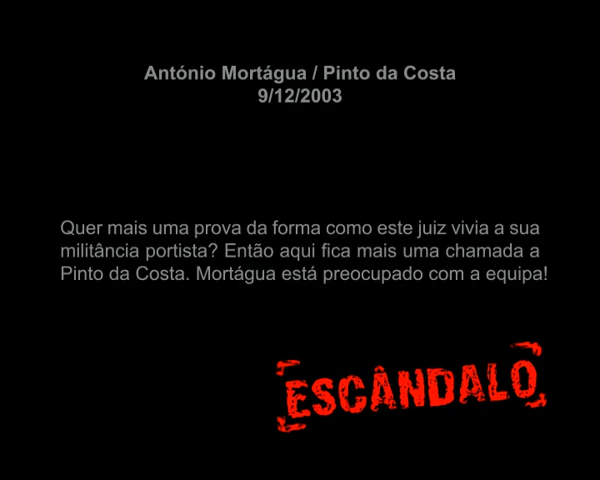 António Mortágua / Pinto da Costa
9/12/2003
Quer mais uma prova da forma como este juiz vivia a sua
militância portista? Então aqui fica mais uma chamada a
Pinto da Costa. Mortágua está preocupado com a equipa!
ESCÂNDALO